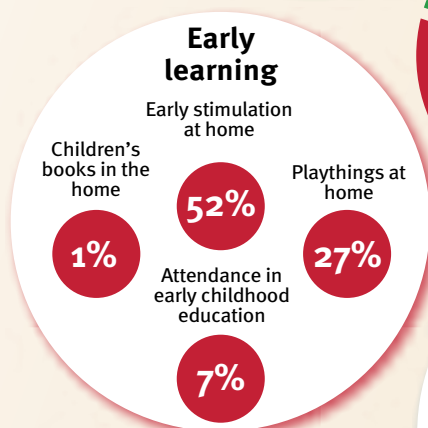 Early
learning
Early stimulation
at home
52%
Children’s
books in the
home
1%
Playthings at
home
27%
Attendance in
early childhood
education
7%